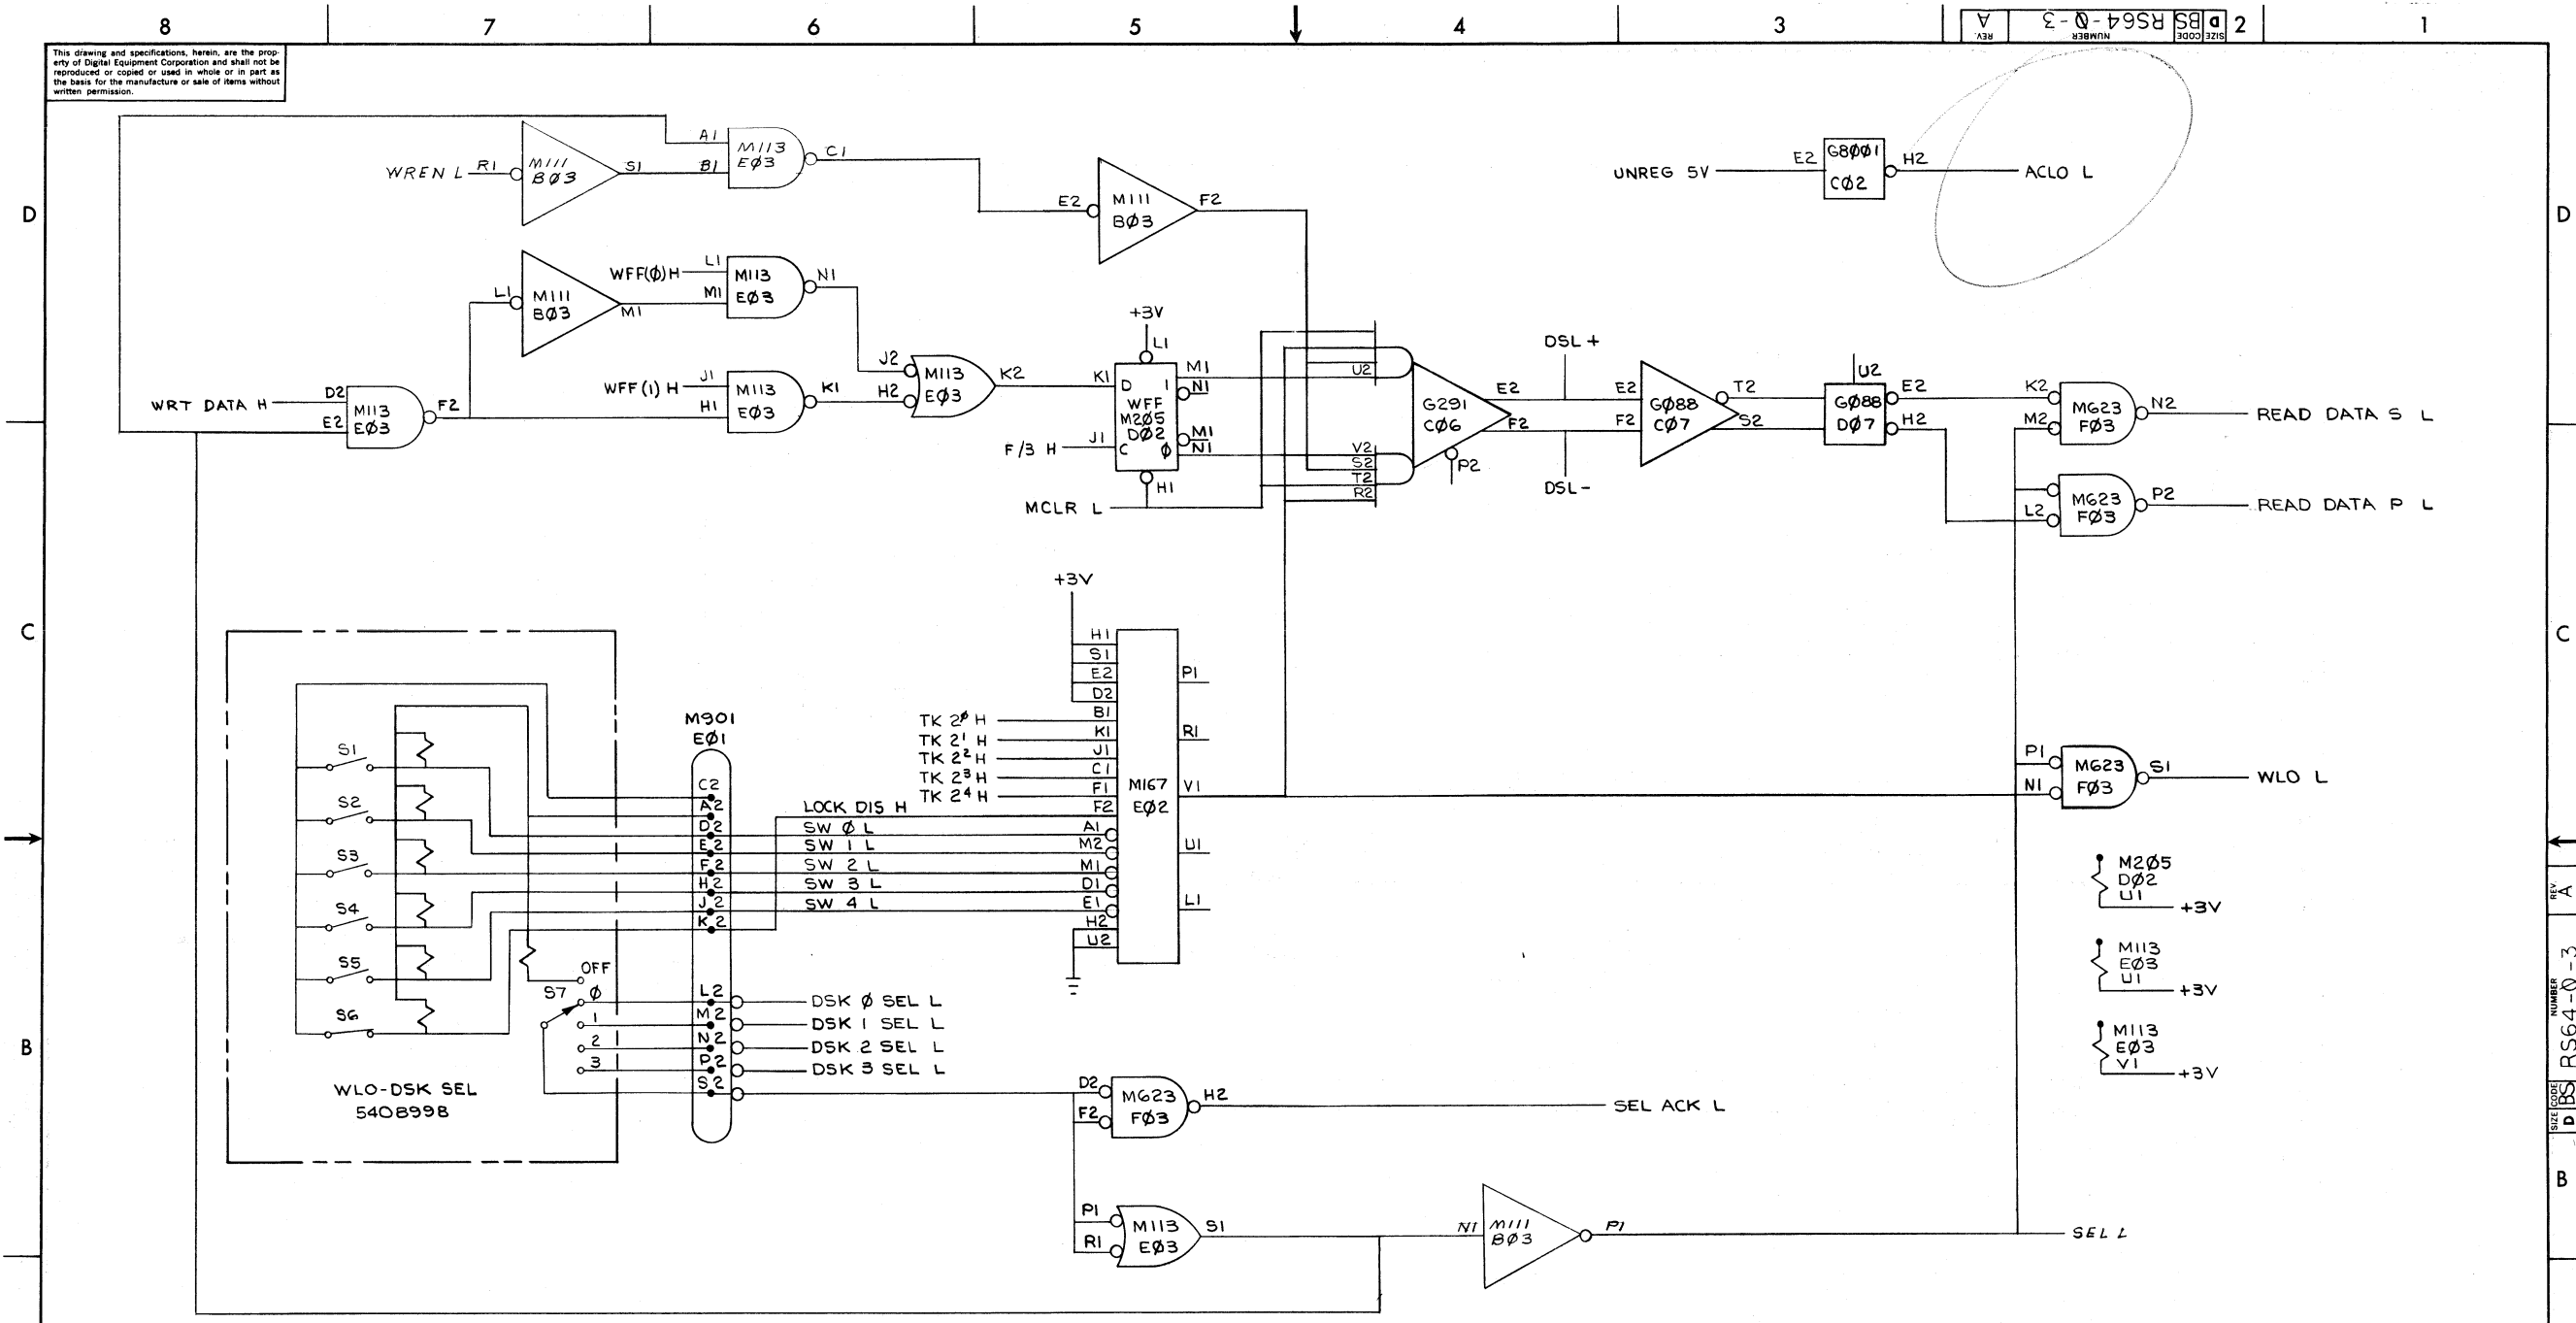 8 7 6 5 4 3 2 1
SIZE D CODE BS NUMBER RS64-Ø-3 REV. A
This drawing and specifications, herein, are the prop-
erty of Digital Equipment Corporation and shall not be
reproduced or copied or used in whole or in part as
the basis for the manufacture or sale of items without
written permission.
D
D
WREN L R1 M111 BØ3 S1
A1 B1 M113 EØ3 C1
E2 M111 BØ3 F2
UNREG 5V E2 G8ØØ1 CØ2 H2 ACLO L
L1 M111 BØ3 M1
WFF(Ø)H L1 M1 M113 EØ3 N1
WRT DATA H D2 E2 M113 EØ3 F2
WFF(1)H J1 H1 M113 EØ3 K1
J2 H2 M113 EØ3 K2
+3V
L1
K1 D 1 M1 N1
WFF
M2Ø5
DØ2 M1
F/3 H J1 C Ø N1
H1
MCLR L
U2
V2
S2
T2
R2
G291 CØ6 E2 F2 P2
DSL +
DSL-
E2 F2 GØ88 CØ7 T2 S2
U2
GØ88 DØ7 E2 H2
K2 M2 M623 FØ3 N2 READ DATA S L
L2 M623 FØ3 P2 READ DATA P L
C
C
+3V
H1
S1
E2
D2
TK 2⁰ H B1
TK 2¹ H K1
TK 2² H J1
TK 2³ H C1
TK 2⁴ H F1
LOCK DIS H F2
SW Ø L A1
SW 1 L M2
SW 2 L M1
SW 3 L D1
SW 4 L E1
H2
U2
M167
EØ2
P1
R1
V1
U1
L1
M9Ø1
EØ1
C2
A2
D2
E2
F2
H2
J2
K2
L2
M2
N2
P2
S2
S1
S2
S3
S4
S5
S6
S7
OFF
Ø
1
2
3
WLO-DSK SEL
5408998
DSK Ø SEL L
DSK 1 SEL L
DSK 2 SEL L
DSK 3 SEL L
P1 N1 M623 FØ3 S1 WLO L
M2Ø5
DØ2
U1
+3V
M113
EØ3
U1
+3V
M113
EØ3
V1
+3V
D2 F2 M623 FØ3 H2 SEL ACK L
P1 R1 M113 EØ3 S1
N1 M111 BØ3 P1 SEL L
B
B
SIZE D CODE BS NUMBER RS64-0-3 REV. A